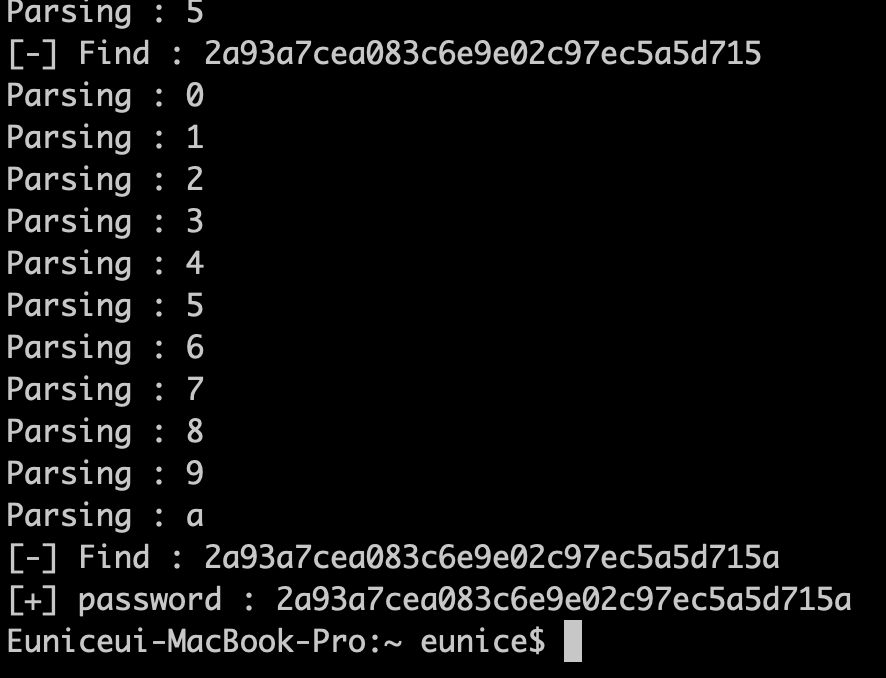 Parsing : 5
[-] Find : 2a93a7cea083c6e9e02c97ec5a5d715
Parsing : 0
Parsing : 1
Parsing : 2
Parsing : 3
Parsing : 4
Parsing : 5
Parsing : 6
Parsing : 7
Parsing : 8
Parsing : 9
Parsing : a
[-] Find : 2a93a7cea083c6e9e02c97ec5a5d715a
[+] password : 2a93a7cea083c6e9e02c97ec5a5d715a
Euniceui-MacBook-Pro:~ eunice$